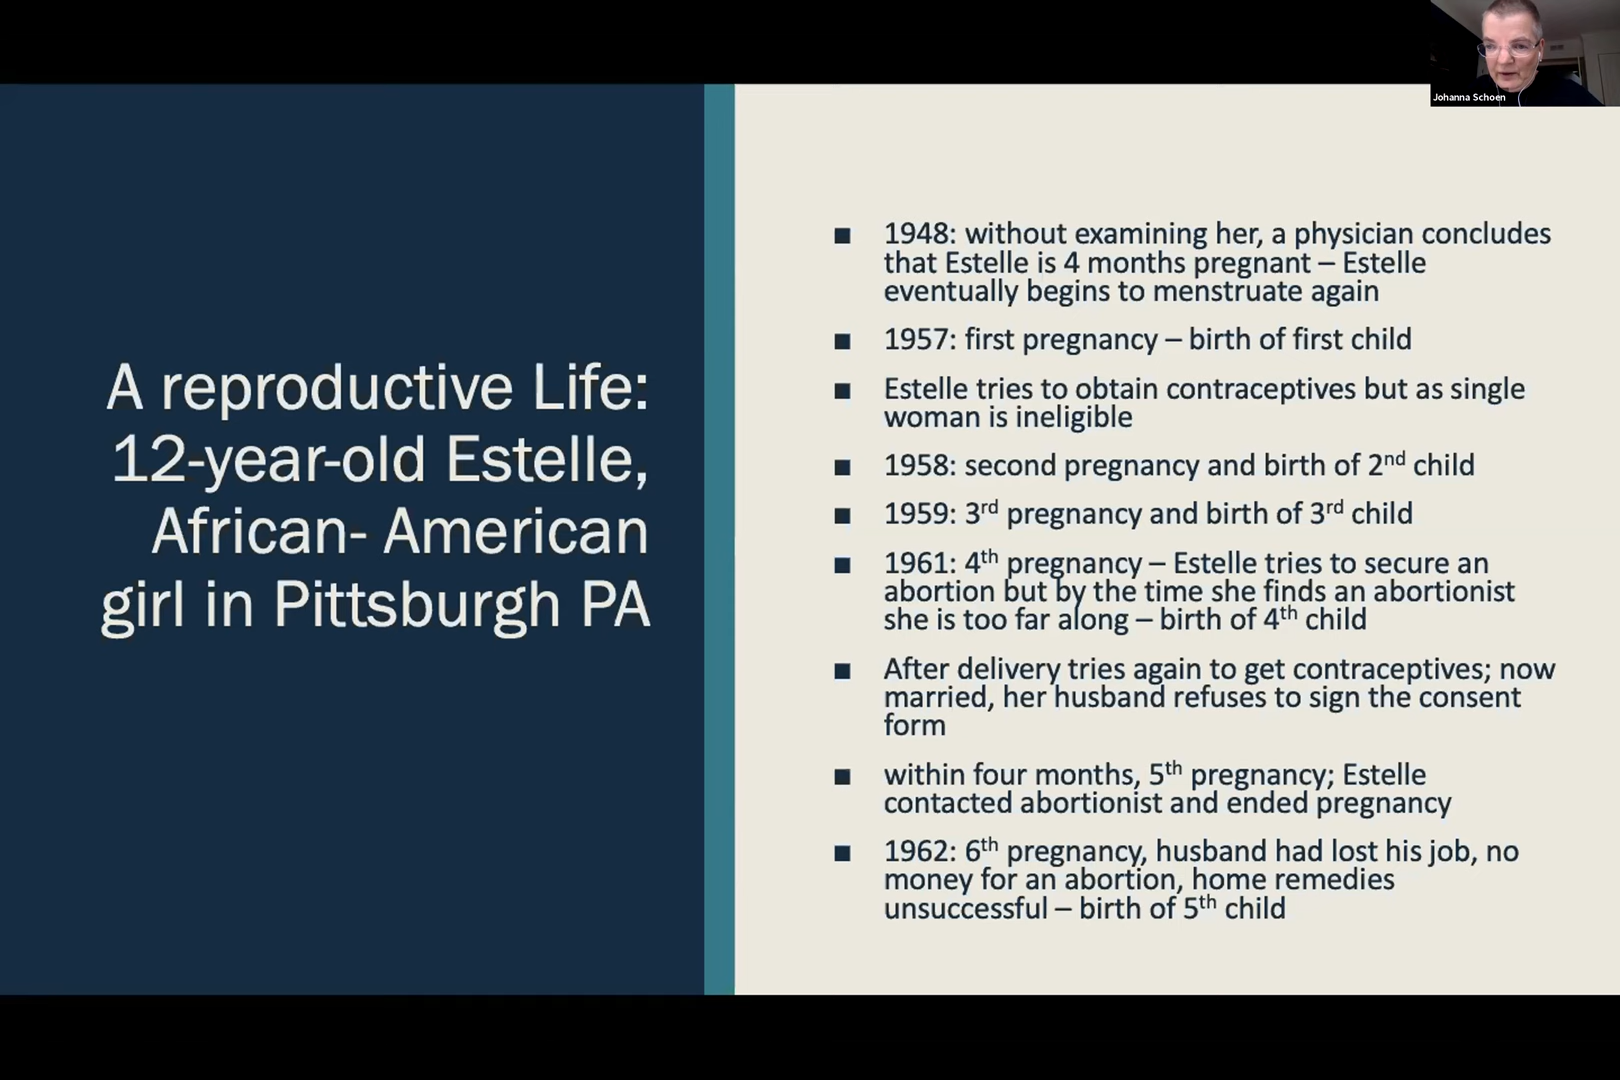 Johanna Schoen
A reproductive Life:
12-year-old Estelle,
African- American
girl in Pittsburgh PA
■ 1948: without examining her, a physician concludes
that Estelle is 4 months pregnant – Estelle
eventually begins to menstruate again
■ 1957: first pregnancy – birth of first child
■ Estelle tries to obtain contraceptives but as single
woman is ineligible
■ 1958: second pregnancy and birth of 2nd child
■ 1959: 3rd pregnancy and birth of 3rd child
■ 1961: 4th pregnancy – Estelle tries to secure an
abortion but by the time she finds an abortionist
she is too far along – birth of 4th child
■ After delivery tries again to get contraceptives; now
married, her husband refuses to sign the consent
form
■ within four months, 5th pregnancy; Estelle
contacted abortionist and ended pregnancy
■ 1962: 6th pregnancy, husband had lost his job, no
money for an abortion, home remedies
unsuccessful – birth of 5th child